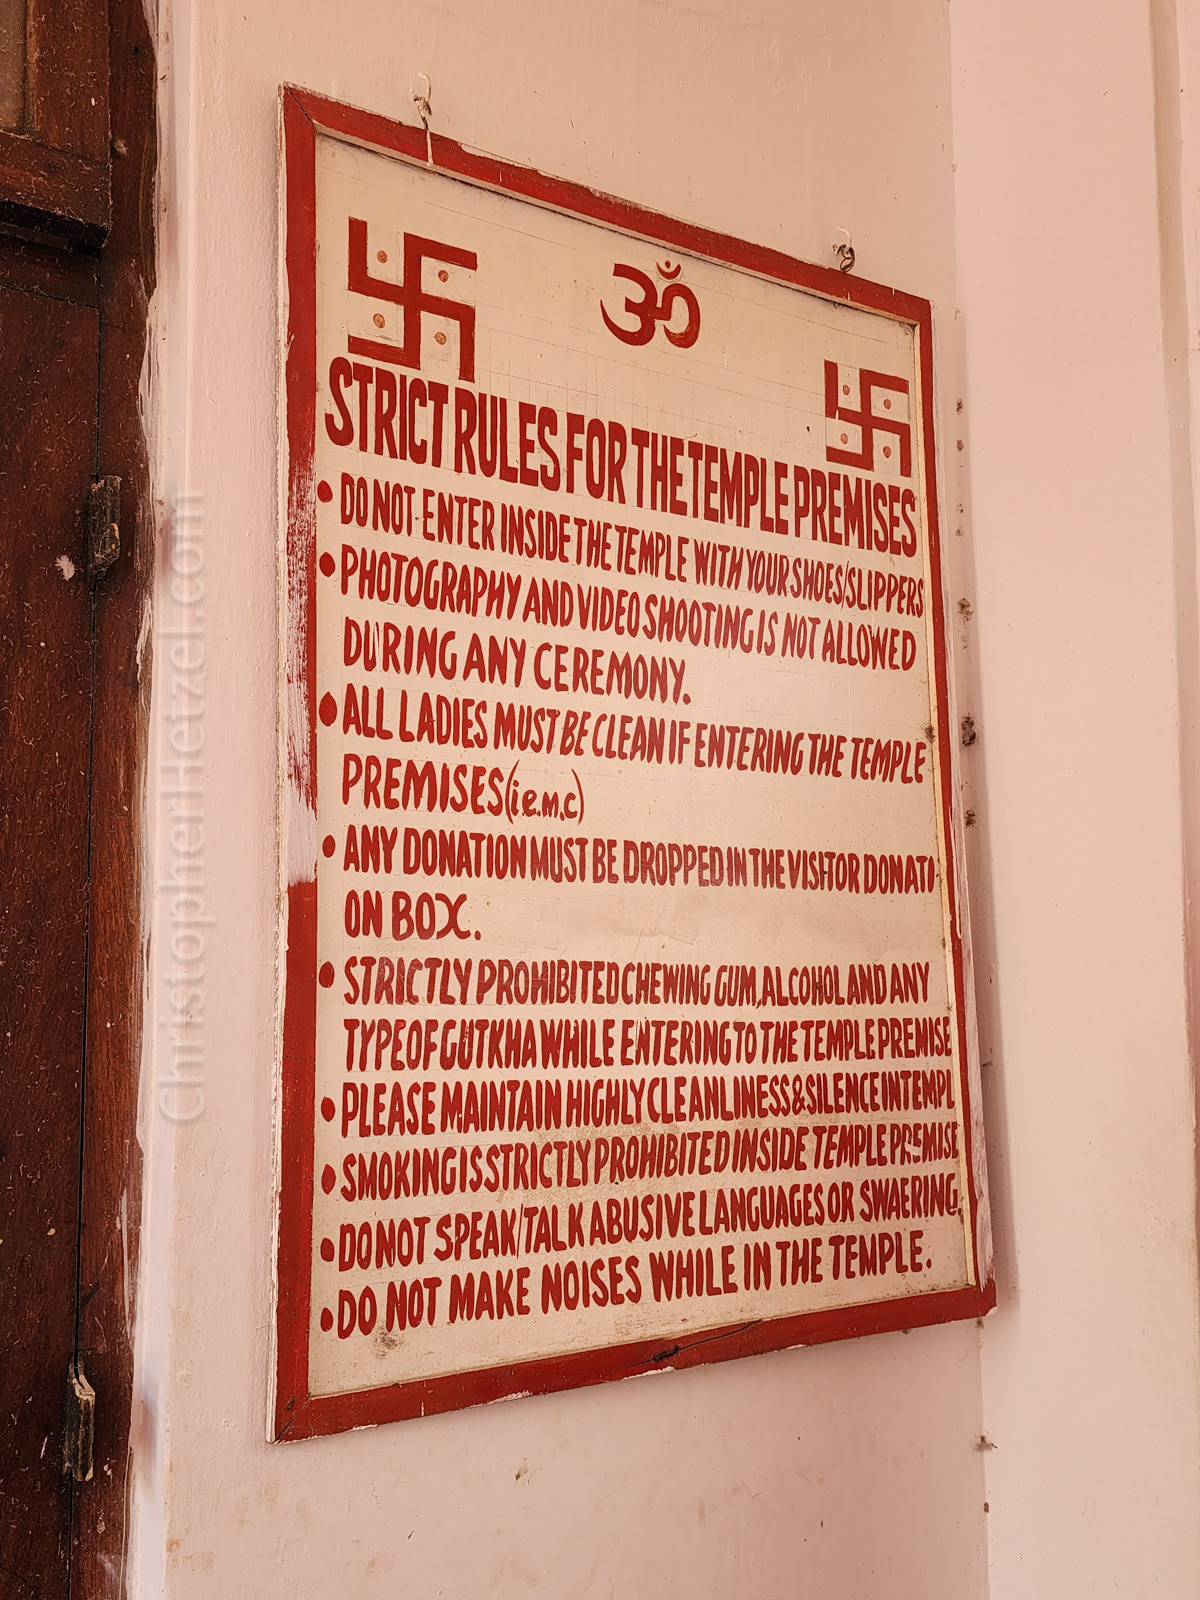 ॐ
STRICT RULES FOR THE TEMPLE PREMISES
• DO NOT ENTER INSIDE THE TEMPLE WITH YOUR SHOES/SLIPPERS
• PHOTOGRAPHY AND VIDEO SHOOTING IS NOT ALLOWED
DURING ANY CEREMONY.
• ALL LADIES MUST BE CLEAN IF ENTERING THE TEMPLE
PREMISES (i.e.m.c)
• ANY DONATION MUST BE DROPPED IN THE VISITOR DONATI
ON BOX.
• STRICTLY PROHIBITED CHEWING GUM, ALCOHOL AND ANY
TYPE OF GUTKHA WHILE ENTERING TO THE TEMPLE PREMISE
• PLEASE MAINTAIN HIGHLY CLEANLINESS & SILENCE IN TEMPL
• SMOKING IS STRICTLY PROHIBITED INSIDE TEMPLE PREMISE
• DO NOT SPEAK/TALK ABUSIVE LANGUAGES OR SWAERING.
• DO NOT MAKE NOISES WHILE IN THE TEMPLE.
ChristopherHetzel.com